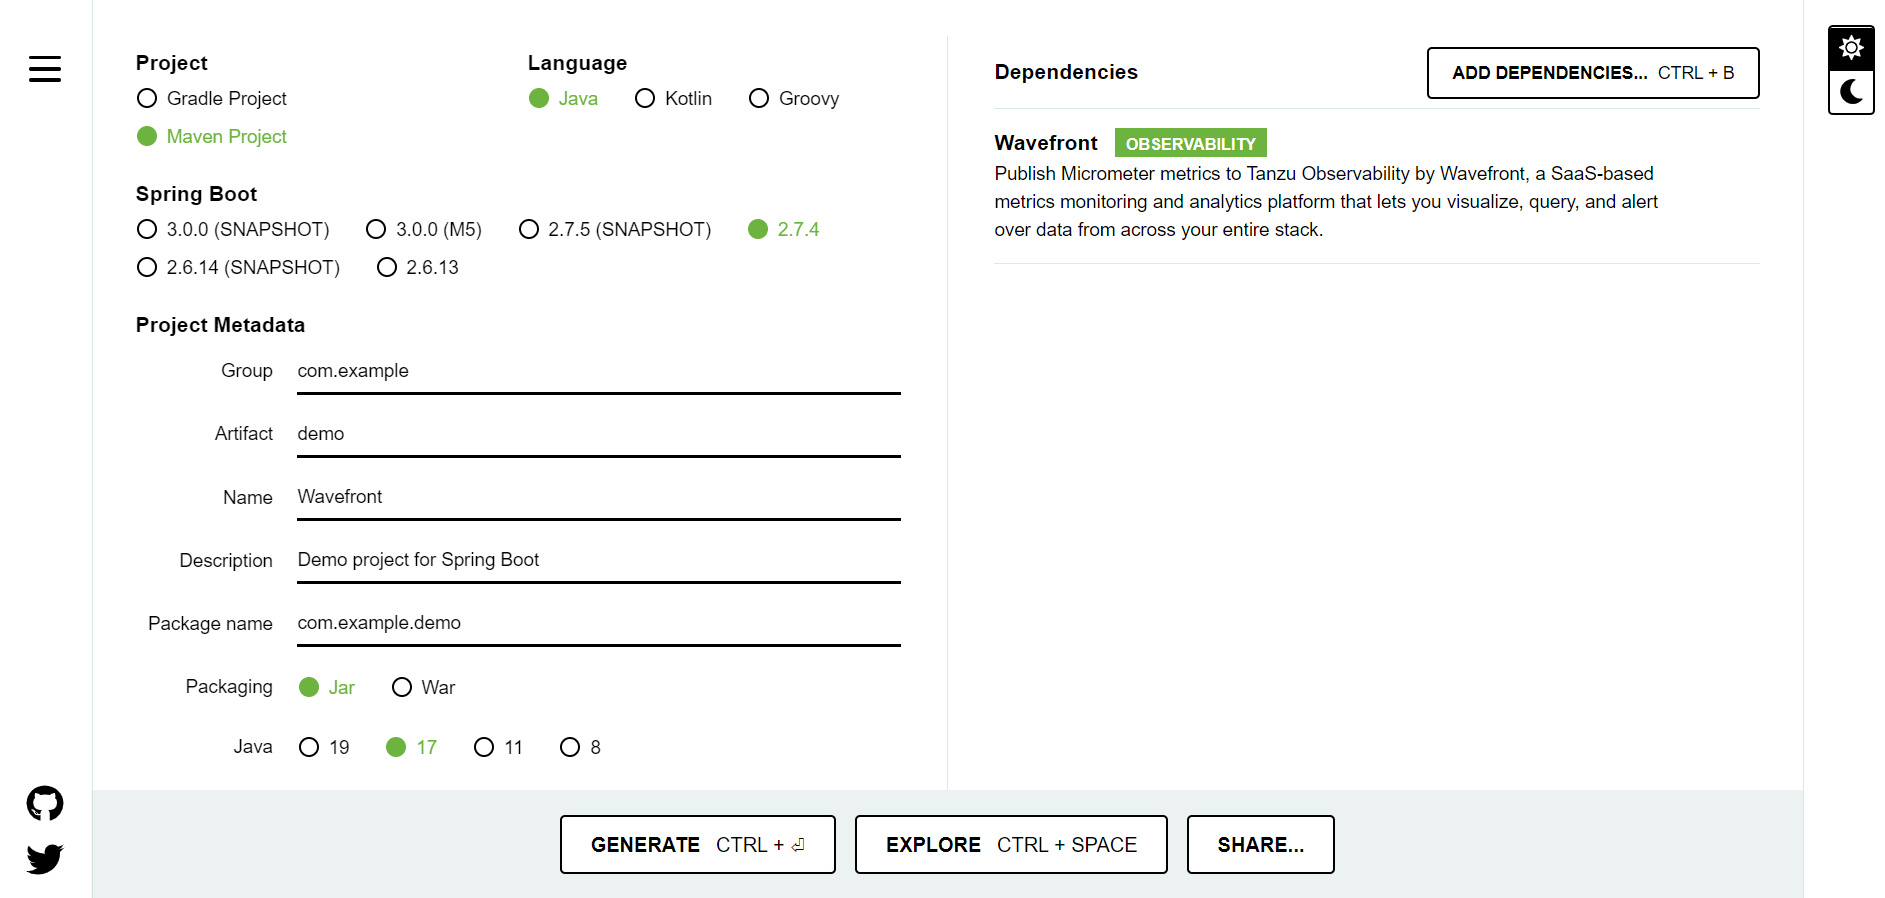 Project
Gradle Project
Maven Project
Language
Java Kotlin Groovy
Spring Boot
3.0.0 (SNAPSHOT) 3.0.0 (M5) 2.7.5 (SNAPSHOT) 2.7.4
2.6.14 (SNAPSHOT) 2.6.13
Project Metadata
Group com.example
Artifact demo
Name Wavefront
Description Demo project for Spring Boot
Package name com.example.demo
Packaging Jar War
Java 19 17 11 8
Dependencies
ADD DEPENDENCIES... CTRL + B
Wavefront OBSERVABILITY
Publish Micrometer metrics to Tanzu Observability by Wavefront, a SaaS-based
metrics monitoring and analytics platform that lets you visualize, query, and alert
over data from across your entire stack.
GENERATE CTRL + ⏎
EXPLORE CTRL + SPACE
SHARE...